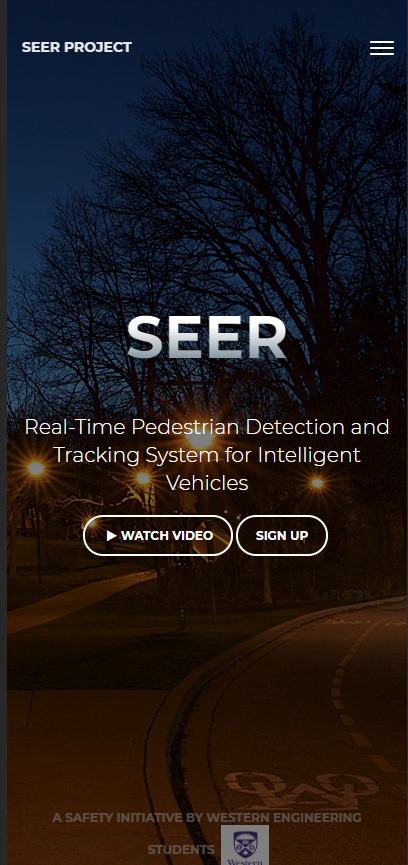 SEER PROJECT
SEER
Real-Time Pedestrian Detection and
Tracking System for Intelligent
Vehicles
WATCH VIDEO
SIGN UP
A SAFETY INITIATIVE BY WESTERN ENGINEERING
STUDENTS
Western